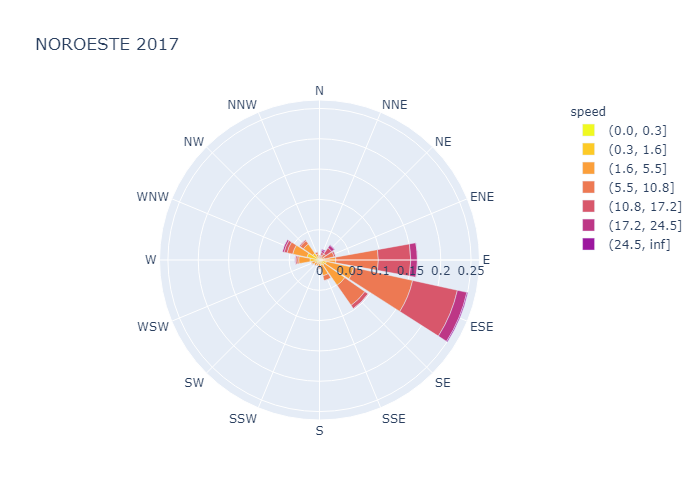 NOROESTE 2017
N
NNE
NE
ENE
E
ESE
SE
SSE
S
SSW
SW
WSW
W
WNW
NW
NNW
0 0.05 0.1 0.15 0.2 0.25
speed
(0.0, 0.3]
(0.3, 1.6]
(1.6, 5.5]
(5.5, 10.8]
(10.8, 17.2]
(17.2, 24.5]
(24.5, inf]